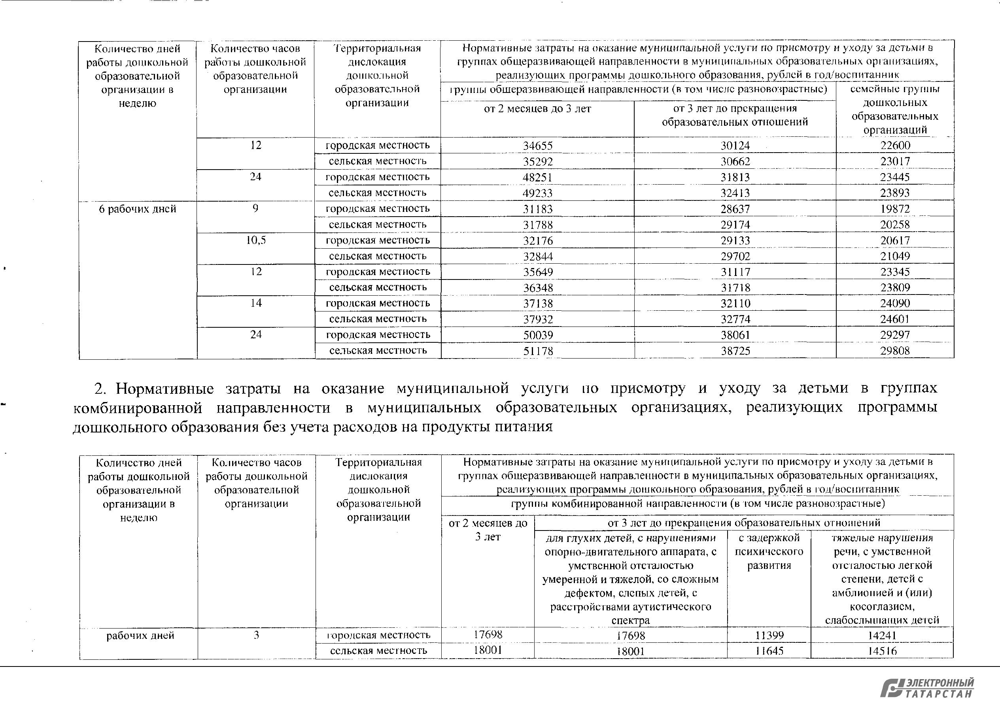 Количество дней
работы дошкольной
образовательной
организации в
неделю
Количество часов
работы дошкольной
образовательной
организации
Территориальная
дислокация
дошкольной
образовательной
организации
Нормативные затраты на оказание муниципальной услуги по присмотру и уходу за детьми в
группах общеразвивающей направленности в муниципальных образовательных организациях,
реализующих программы дошкольного образования, рублей в год/воспитанник
группы общеразвивающей направленности (в том числе разновозрастные)
семейные группы
дошкольных
образовательных
организаций
от 2 месяцев до 3 лет
от 3 лет до прекращения
образовательных отношений
12 городская местность 34655 30124 22600
сельская местность 35292 30662 23017
24 городская местность 48251 31813 23445
сельская местность 49233 32413 23893
6 рабочих дней 9 городская местность 31183 28637 19872
сельская местность 31788 29174 20258
10,5 городская местность 32176 29133 20617
сельская местность 32844 29702 21049
12 городская местность 35649 31117 23345
сельская местность 36348 31718 23809
14 городская местность 37138 32110 24090
сельская местность 37932 32774 24601
24 городская местность 50039 38061 29297
сельская местность 51178 38725 29808
2. Нормативные затраты на оказание муниципальной услуги по присмотру и уходу за детьми в группах
комбинированной направленности в муниципальных образовательных организациях, реализующих программы
дошкольного образования без учета расходов на продукты питания
Количество дней
работы дошкольной
образовательной
организации в
неделю
Количество часов
работы дошкольной
образовательной
организации
Территориальная
дислокация
дошкольной
образовательной
организации
Нормативные затраты на оказание муниципальной услуги по присмотру и уходу за детьми в
группах общеразвивающей направленности в муниципальных образовательных организациях,
реализующих программы дошкольного образования, рублей в год/воспитанник
группы комбинированной направленности (в том числе разновозрастные)
от 2 месяцев до
3 лет
от 3 лет до прекращения образовательных отношений
для глухих детей, с нарушениями
опорно-двигательного аппарата, с
умственной отсталостью
умеренной и тяжелой, со сложным
дефектом, слепых детей, с
расстройствами аутистического
спектра
с задержкой
психического
развития
тяжелые нарушения
речи, с умственной
отсталостью легкой
степени, детей с
амблиопией и (или)
косоглазием,
слабослышащих детей
рабочих дней 3 городская местность 17698 17698 11399 14241
сельская местность 18001 18001 11645 14516
ЭЛЕКТРОННЫЙ
ТАТАРСТАН